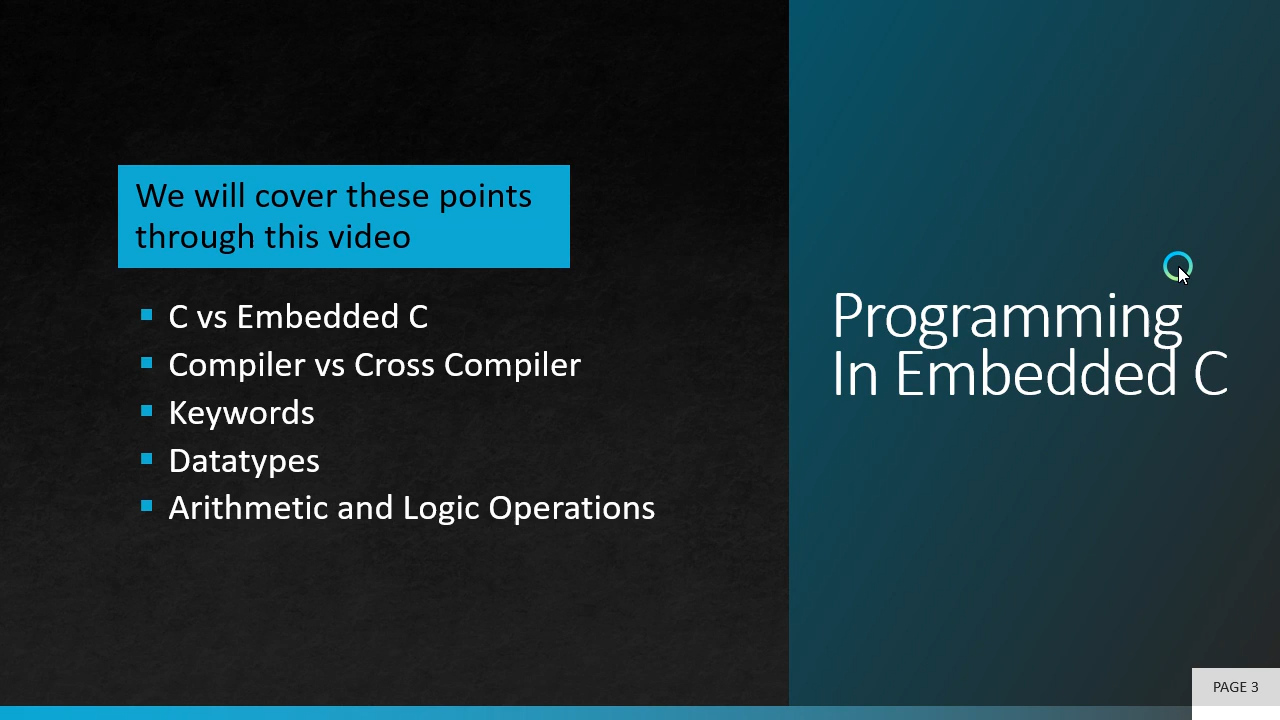 We will cover these points
through this video
C vs Embedded C
Compiler vs Cross Compiler
Keywords
Datatypes
Arithmetic and Logic Operations
Programming
In Embedded C
PAGE 3